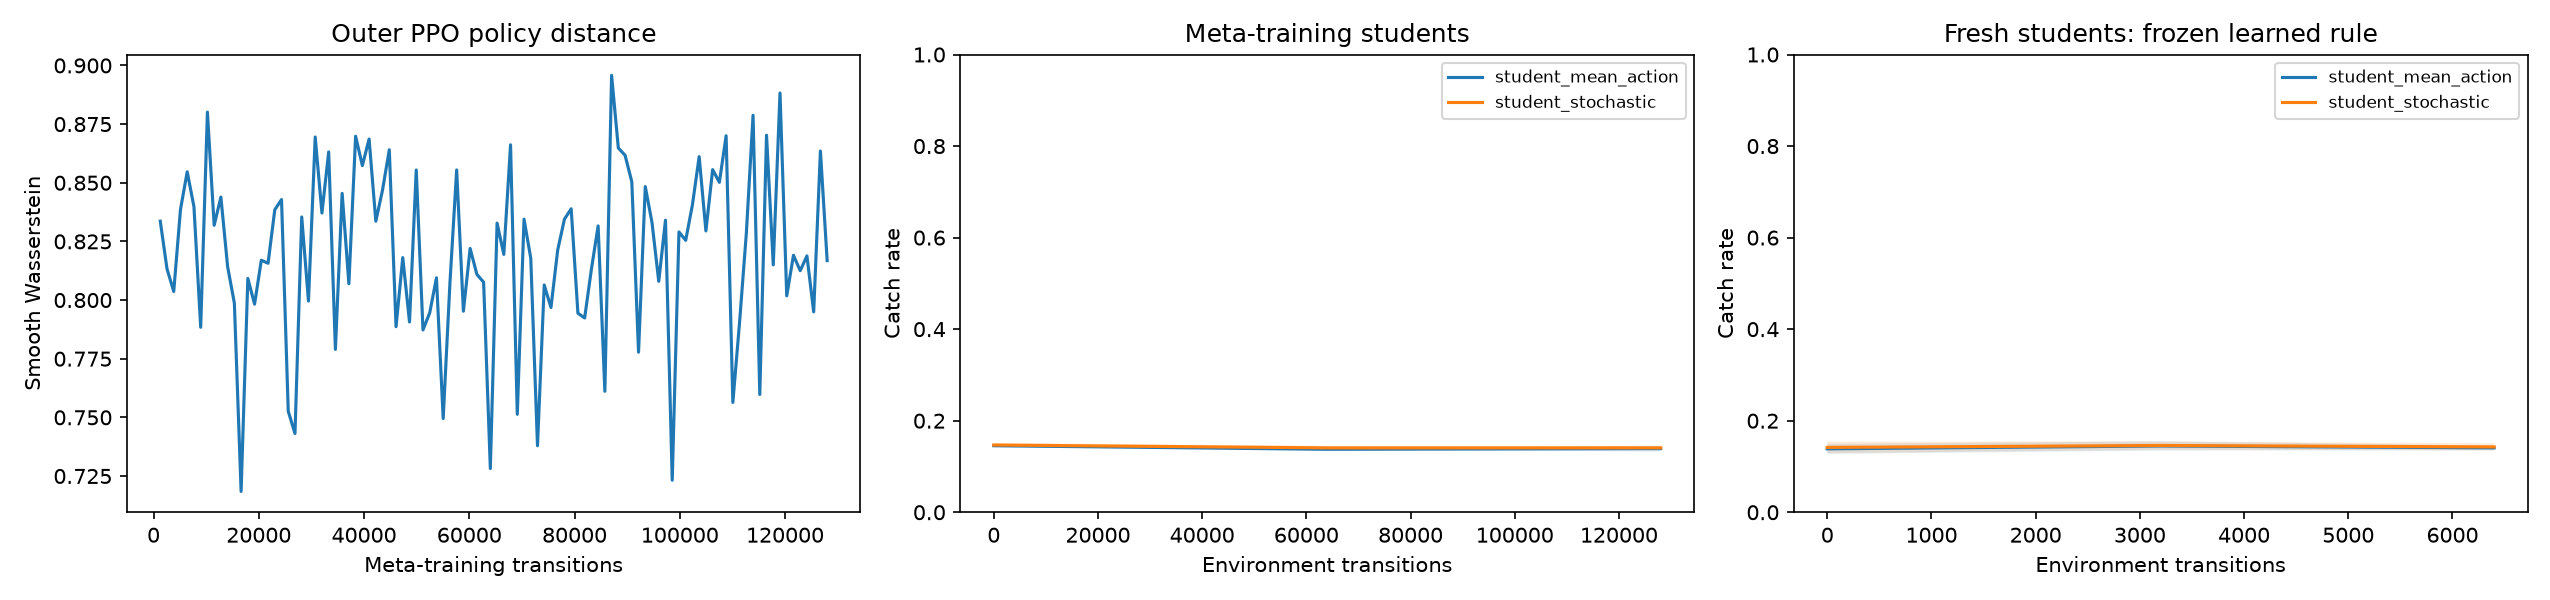 Outer PPO policy distance
Smooth Wasserstein
0.900
0.875
0.850
0.825
0.800
0.775
0.750
0.725
0 20000 40000 60000 80000 100000 120000
Meta-training transitions
Meta-training students
Catch rate
1.0
0.8
0.6
0.4
0.2
0.0
student_mean_action
student_stochastic
0 20000 40000 60000 80000 100000 120000
Environment transitions
Fresh students: frozen learned rule
Catch rate
1.0
0.8
0.6
0.4
0.2
0.0
student_mean_action
student_stochastic
0 1000 2000 3000 4000 5000 6000
Environment transitions